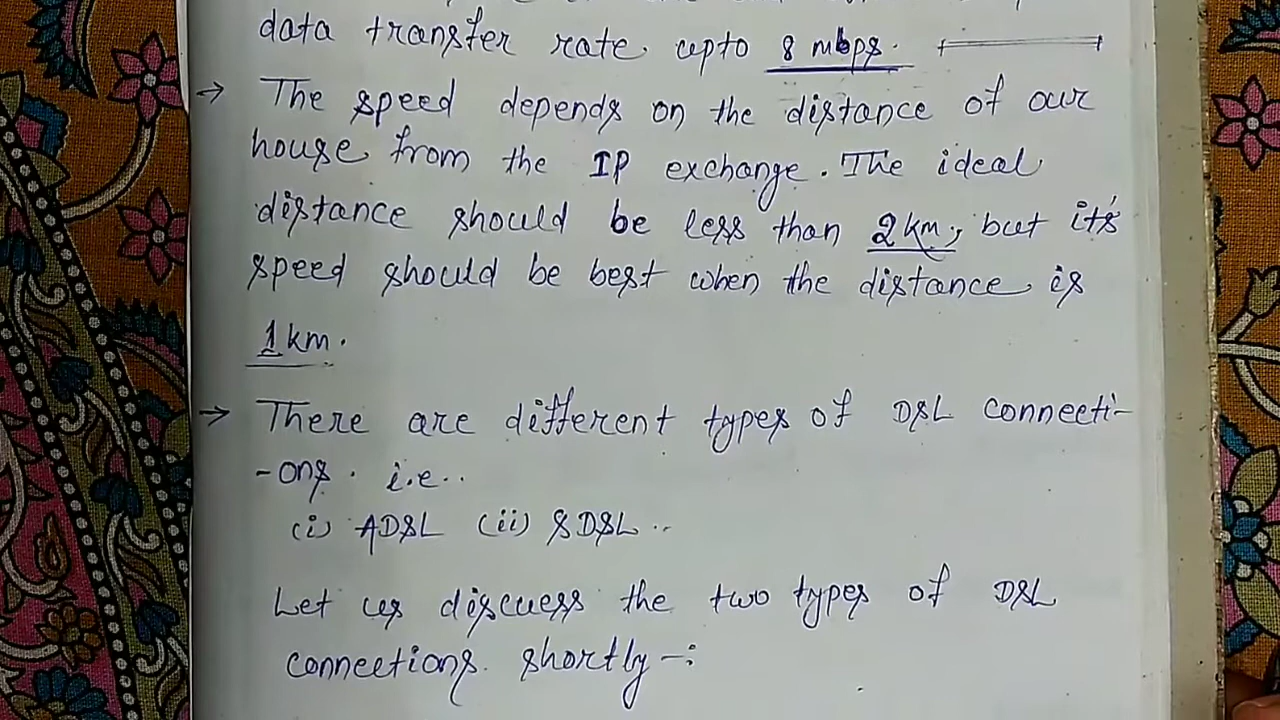 data transfer rate upto 8 mbps.
→ The speed depends on the distance of our
house from the IP exchange. The ideal
distance should be less than 2 km, but it's
speed should be best when the distance is
1 km.
→ There are different types of DSL connecti-
-ons. i.e..
(i) ADSL (ii) SDSL ..
Let us discuss the two types of DSL
connections shortly -: